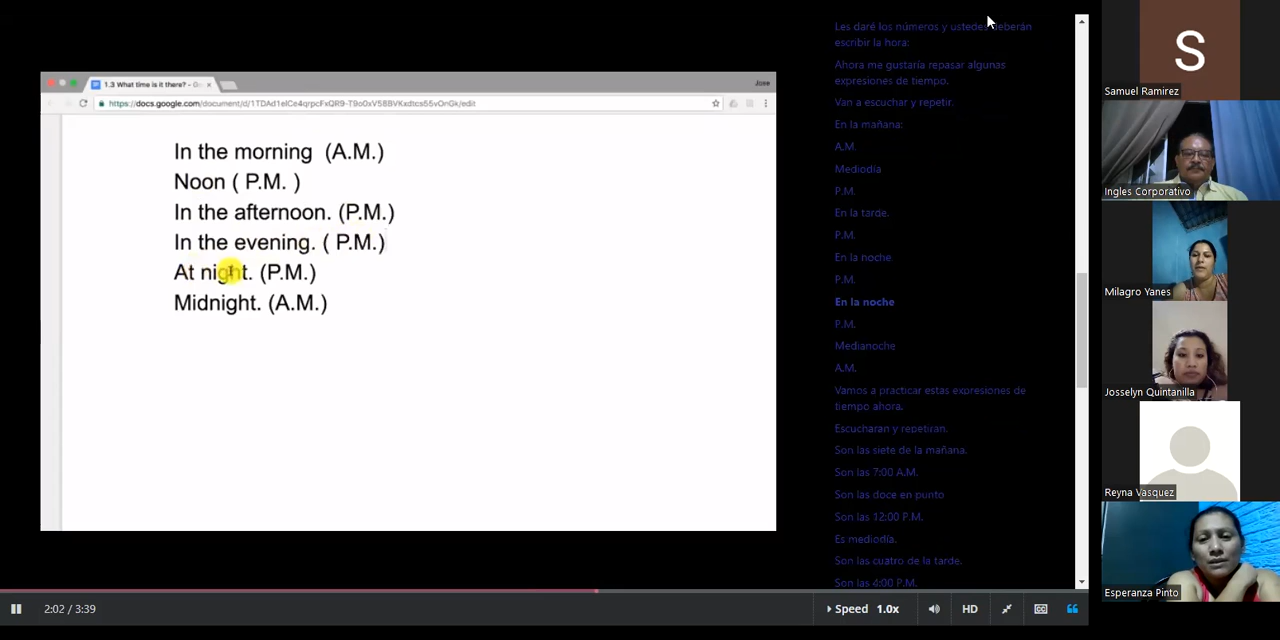 1.3 What time is it there? - G
Jose
In the morning (A.M.)
Noon ( P.M. )
In the afternoon. (P.M.)
In the evening. ( P.M.)
At night. (P.M.)
Midnight. (A.M.)
2:02 / 3:39
Speed 1.0x
HD
Les daré los números y ustedes deberán
escribir la hora:
Ahora me gustaría repasar algunas
expresiones de tiempo.
Van a escuchar y repetir.
En la mañana:
A.M.
Mediodía
P.M.
En la tarde.
P.M.
En la noche
P.M.
En la noche
P.M.
Medianoche
A.M.
Vamos a practicar estas expresiones de
tiempo ahora.
Escucharan y repetiran.
Son las siete de la mañana.
Son las 7:00 A.M.
Son las doce en punto
Son las 12:00 P.M.
Es mediodía.
Son las cuatro de la tarde.
Son las 4:00 P.M.
S
Samuel Ramirez
Ingles Corporativo
Milagro Yanes
Josselyn Quintanilla
Reyna Vasquez
Esperanza Pinto